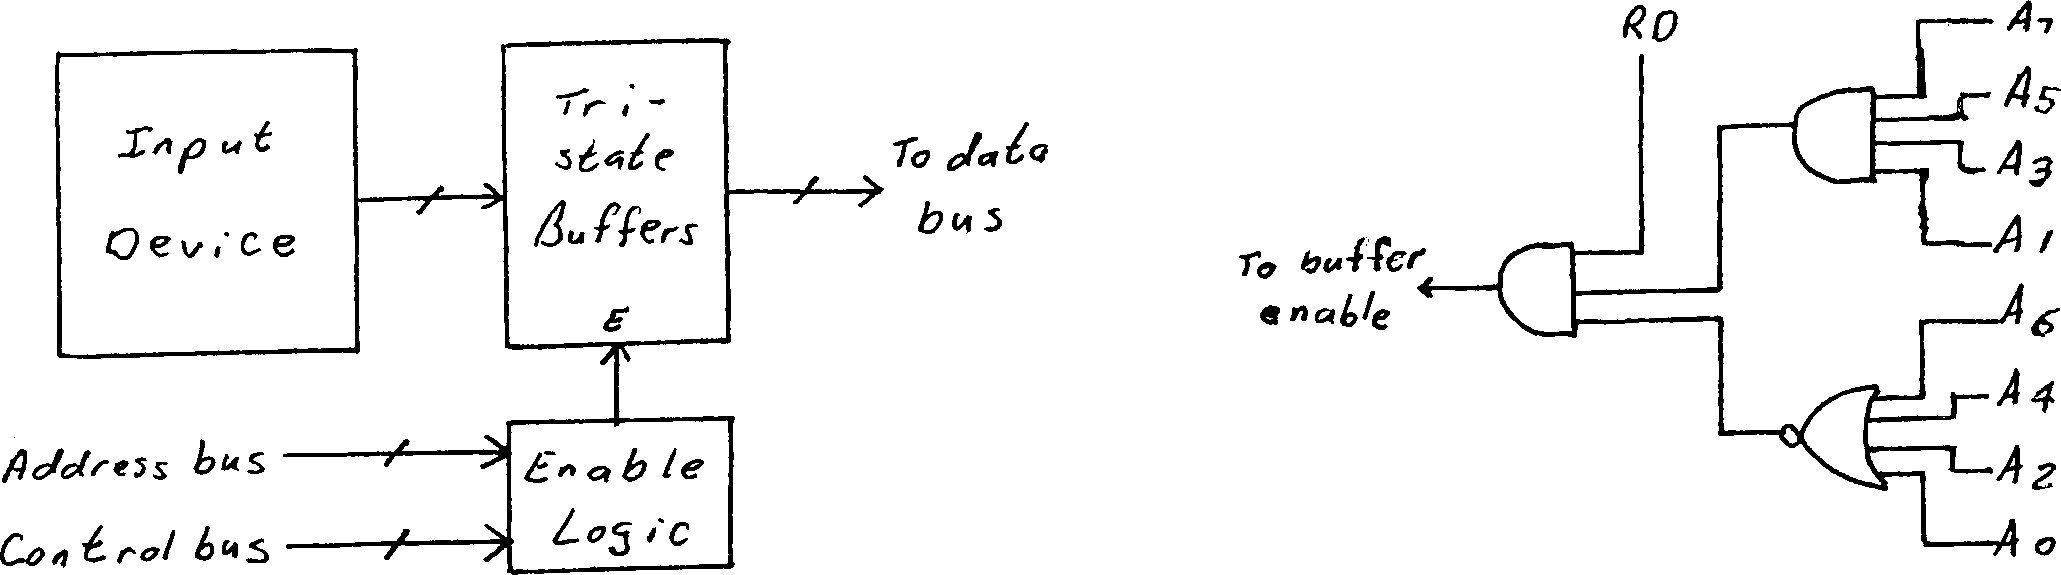 Input
Device
Tri-
state
Buffers
E
To data
bus
Address bus
Control bus
Enable
Logic
RD
To buffer
enable
A7
A5
A3
A1
A6
A4
A2
A0